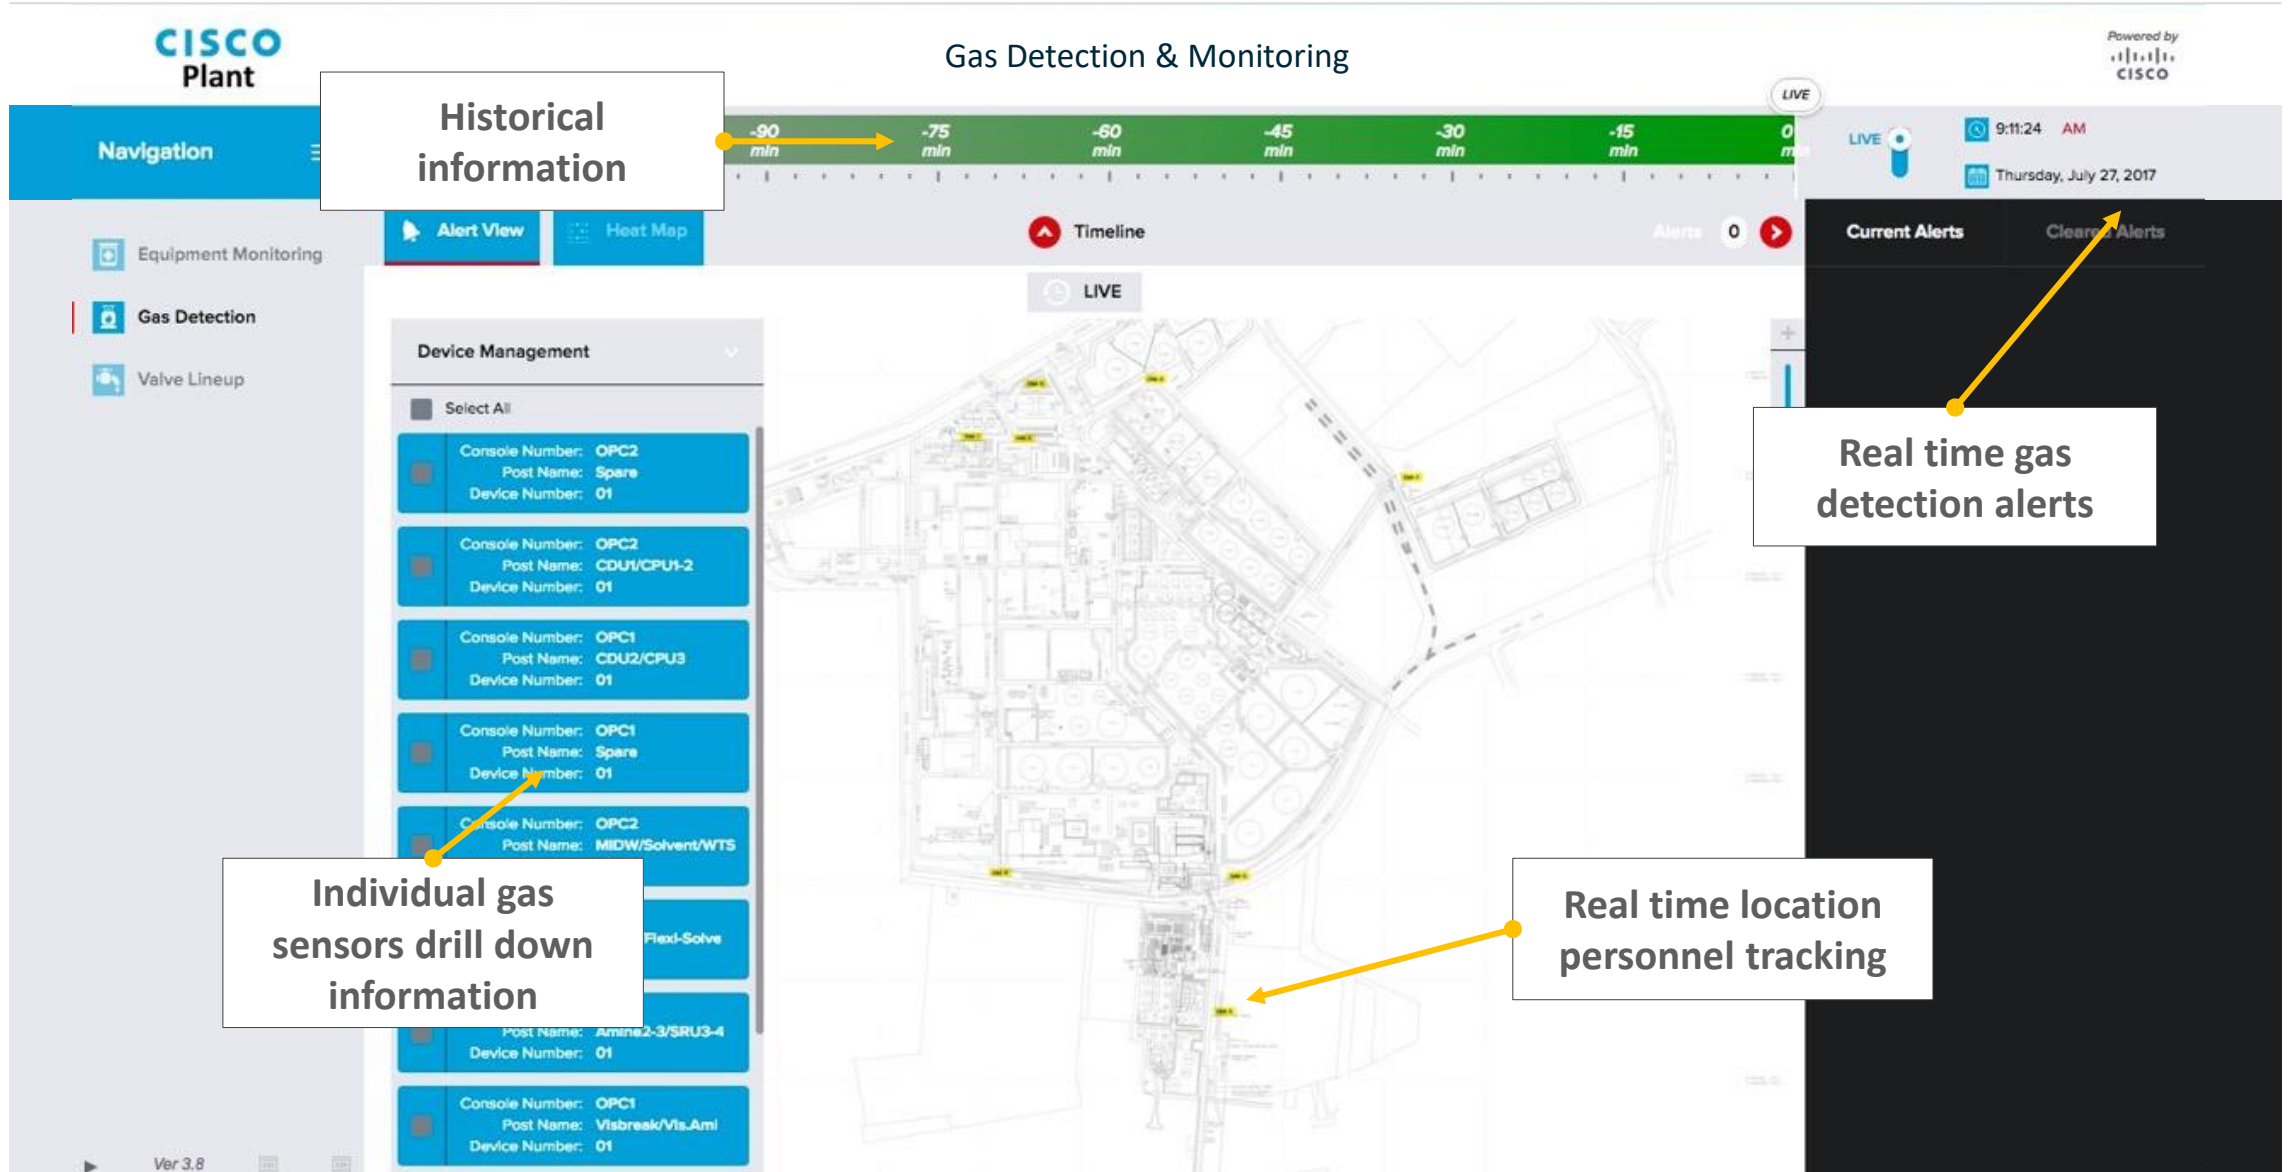 CISCO
Plant
Gas Detection & Monitoring
Powered by
CISCO
Historical
information
LIVE
-90
min
-75
min
-60
min
-45
min
-30
min
-15
min
0
LIVE
9:11:24 AM
Thursday, July 27, 2017
Navigation
Alert View
Heat Map
Timeline
Alerts 0
Current Alerts
Cleared Alerts
Equipment Monitoring
Gas Detection
Valve Lineup
LIVE
Device Management
Select All
Console Number: OPC2
Post Name: Spare
Device Number: 01
Console Number: OPC2
Post Name: CDU1/CPU1-2
Device Number: 01
Console Number: OPC1
Post Name: CDU2/CPU3
Device Number: 01
Console Number: OPC1
Post Name: Spare
Device Number: 01
Console Number: OPC2
Post Name: MIDW/Solvent/WTS
Flexi-Solve
Post Name: Amine2-3/SRU3-4
Device Number: 01
Console Number: OPC1
Post Name: Visbreak/Vis.Ami
Device Number: 01
Real time gas
detection alerts
Individual gas
sensors drill down
information
Real time location
personnel tracking
Ver 3.8